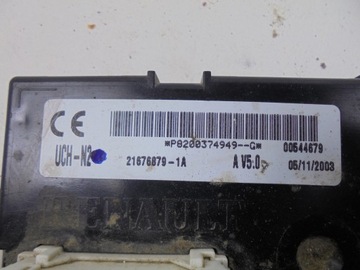 CE
*P8200374949--G* 00544679
UCH-N2 21676879-1A A V5.0 05/11/2003
RENAULT